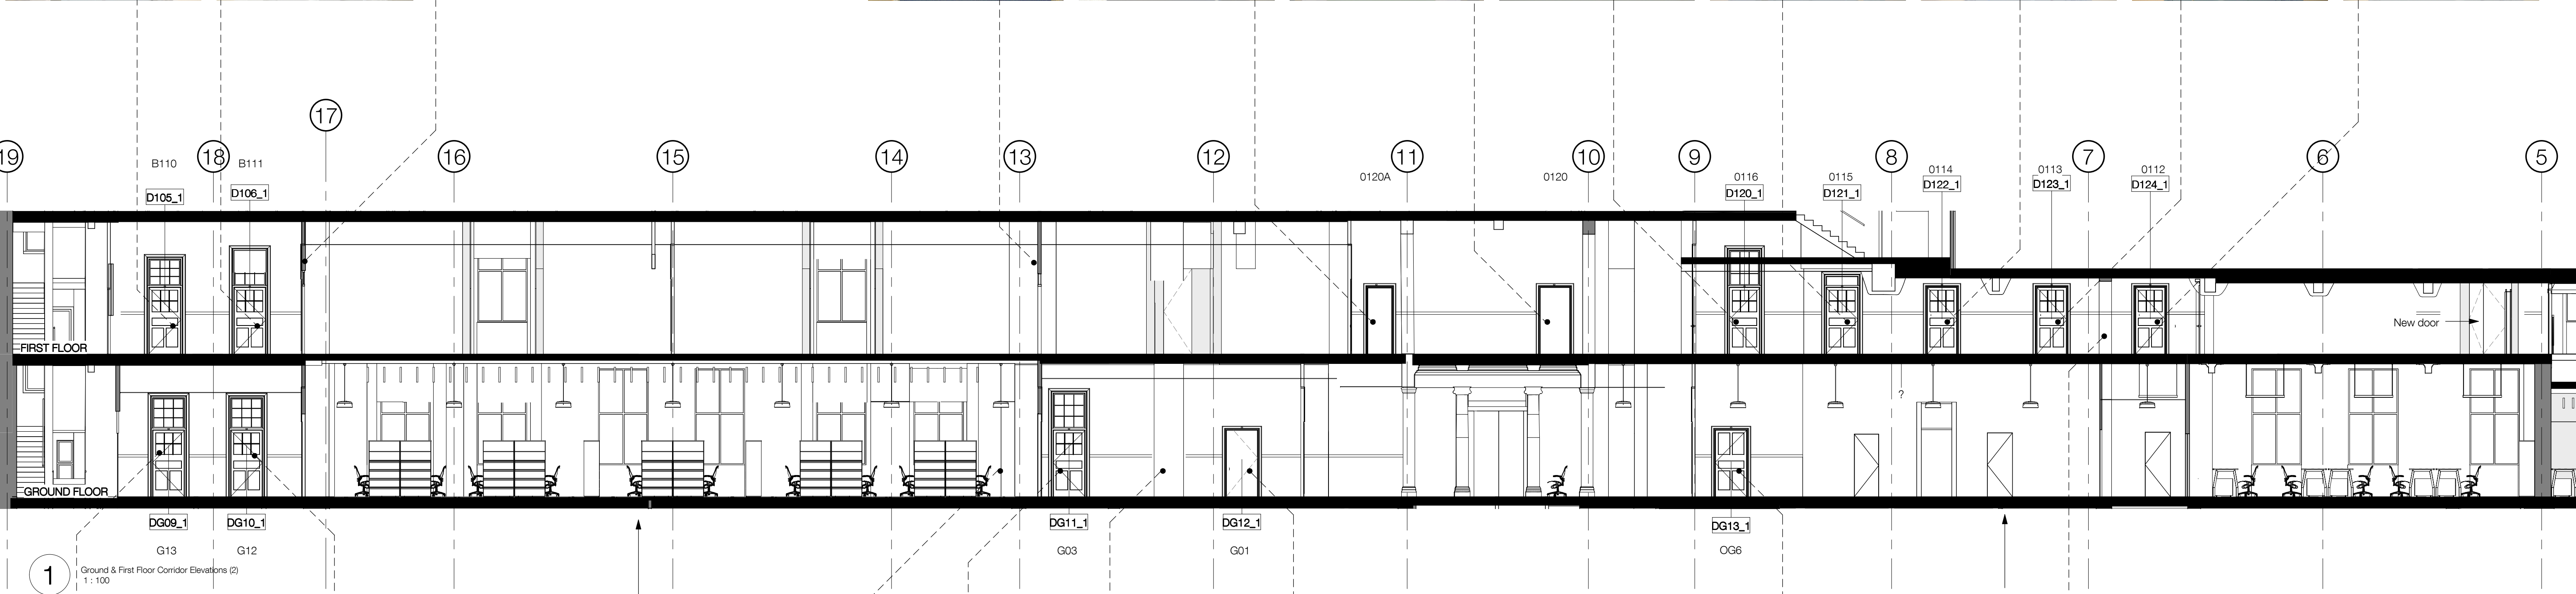 17
19
18
16
15
14
13
12
11
10
9
8
7
6
5
B110
B111
0120A
0120
0116
0115
0114
0113
0112
D105_1
D106_1
D120_1
D121_1
D122_1
D123_1
D124_1
New door
FIRST FLOOR
?
GROUND FLOOR
DG09_1
DG10_1
DG11_1
DG12_1
DG13_1
G13
G12
G03
G01
OG6
1
Ground & First Floor Corridor Elevations (2)
1 : 100